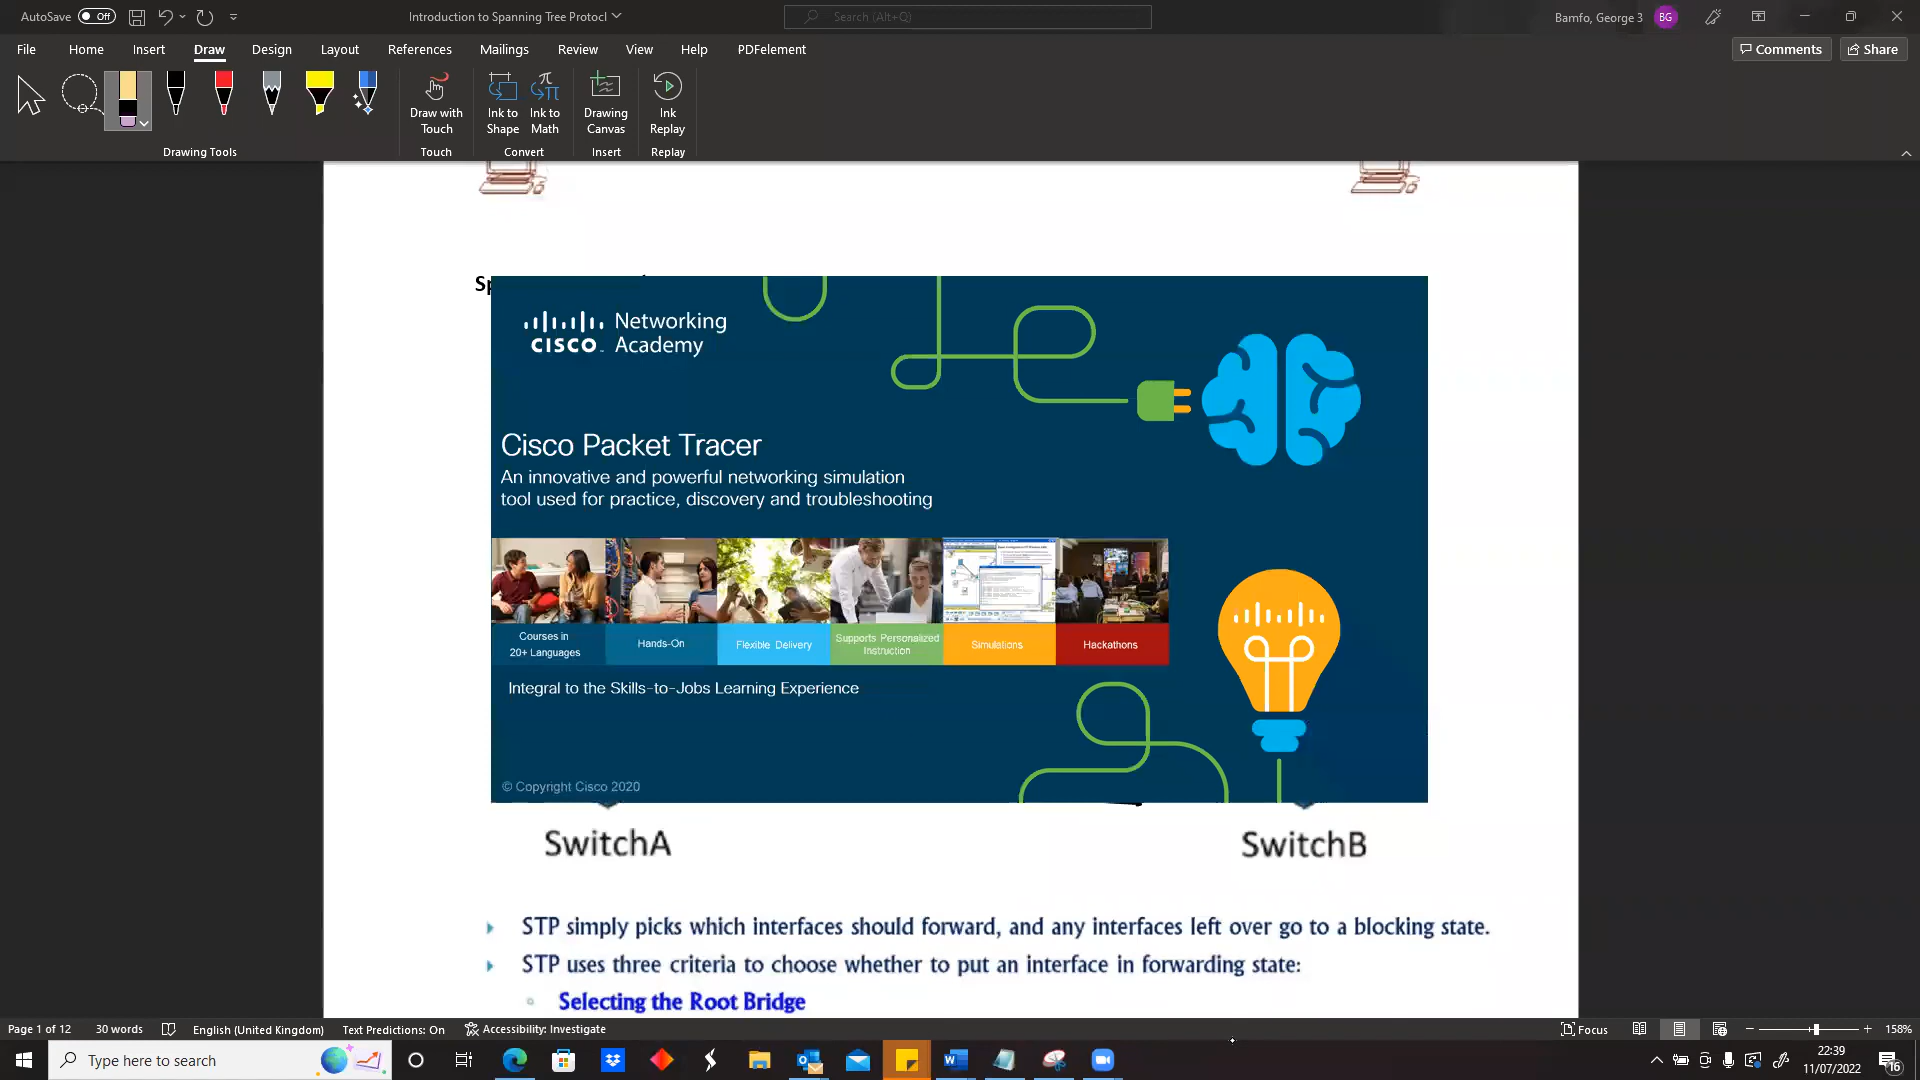 AutoSave Off
Introduction to Spanning Tree Protocl
Search (Alt+Q)
Bamfo, George 3
BG
File Home Insert Draw Design Layout References Mailings Review View Help PDFelement
Comments
Share
Draw with Touch
Ink to Shape
Ink to Math
Drawing Canvas
Ink Replay
Drawing Tools
Touch
Convert
Insert
Replay
CISCO Networking Academy
Cisco Packet Tracer
An innovative and powerful networking simulation
tool used for practice, discovery and troubleshooting
Courses in
20+ Languages
Hands-On
Flexible Delivery
Supports Personalized
Instruction
Simulations
Hackathons
Integral to the Skills-to-Jobs Learning Experience
© Copyright Cisco 2020
SwitchA
SwitchB
STP simply picks which interfaces should forward, and any interfaces left over go to a blocking state.
STP uses three criteria to choose whether to put an interface in forwarding state:
Selecting the Root Bridge
Page 1 of 12
30 words
English (United Kingdom)
Text Predictions: On
Accessibility: Investigate
Focus
158%
Type here to search
22:39
11/07/2022
16